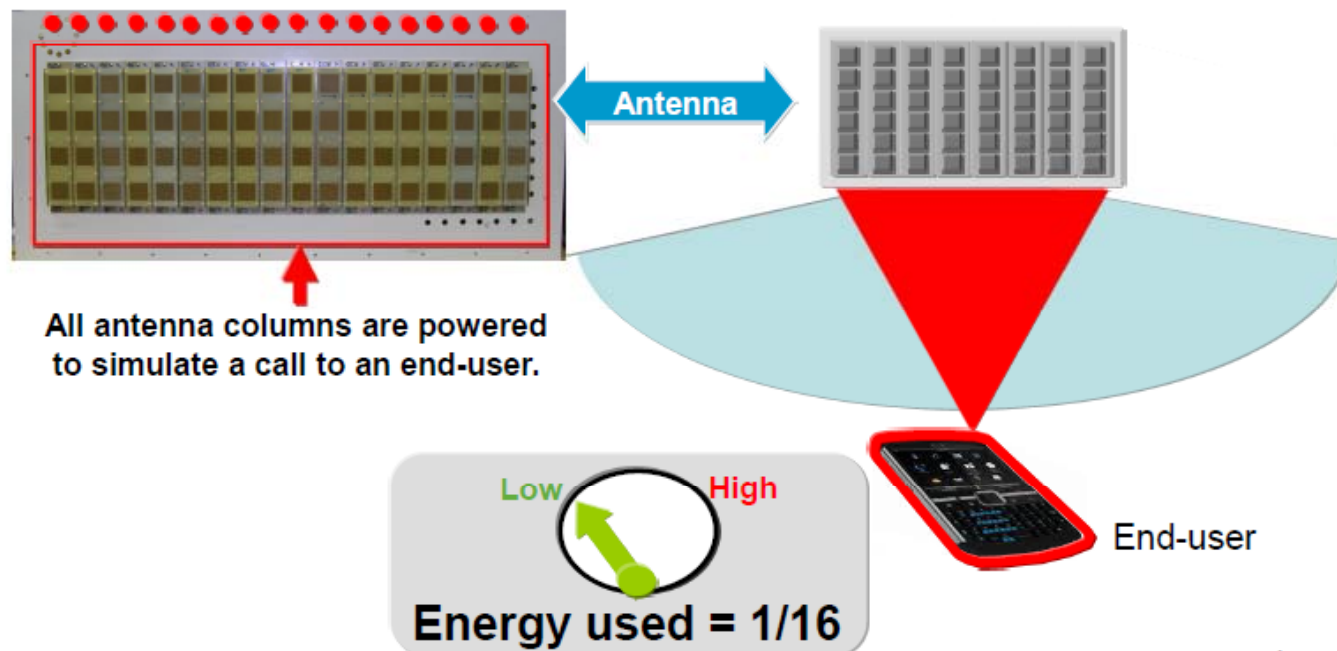 Antenna
All antenna columns are powered
to simulate a call to an end-user.
Low
High
End-user
Energy used = 1/16